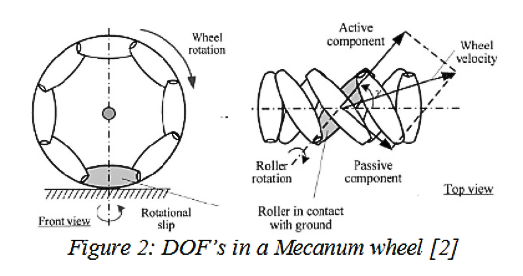 Wheel
rotation
Rotational
slip
Front view
Active
component
Wheel
velocity
γ
Roller
rotation
Passive
component
Roller in contact
with ground
Top view
Figure 2: DOF's in a Mecanum wheel [2]